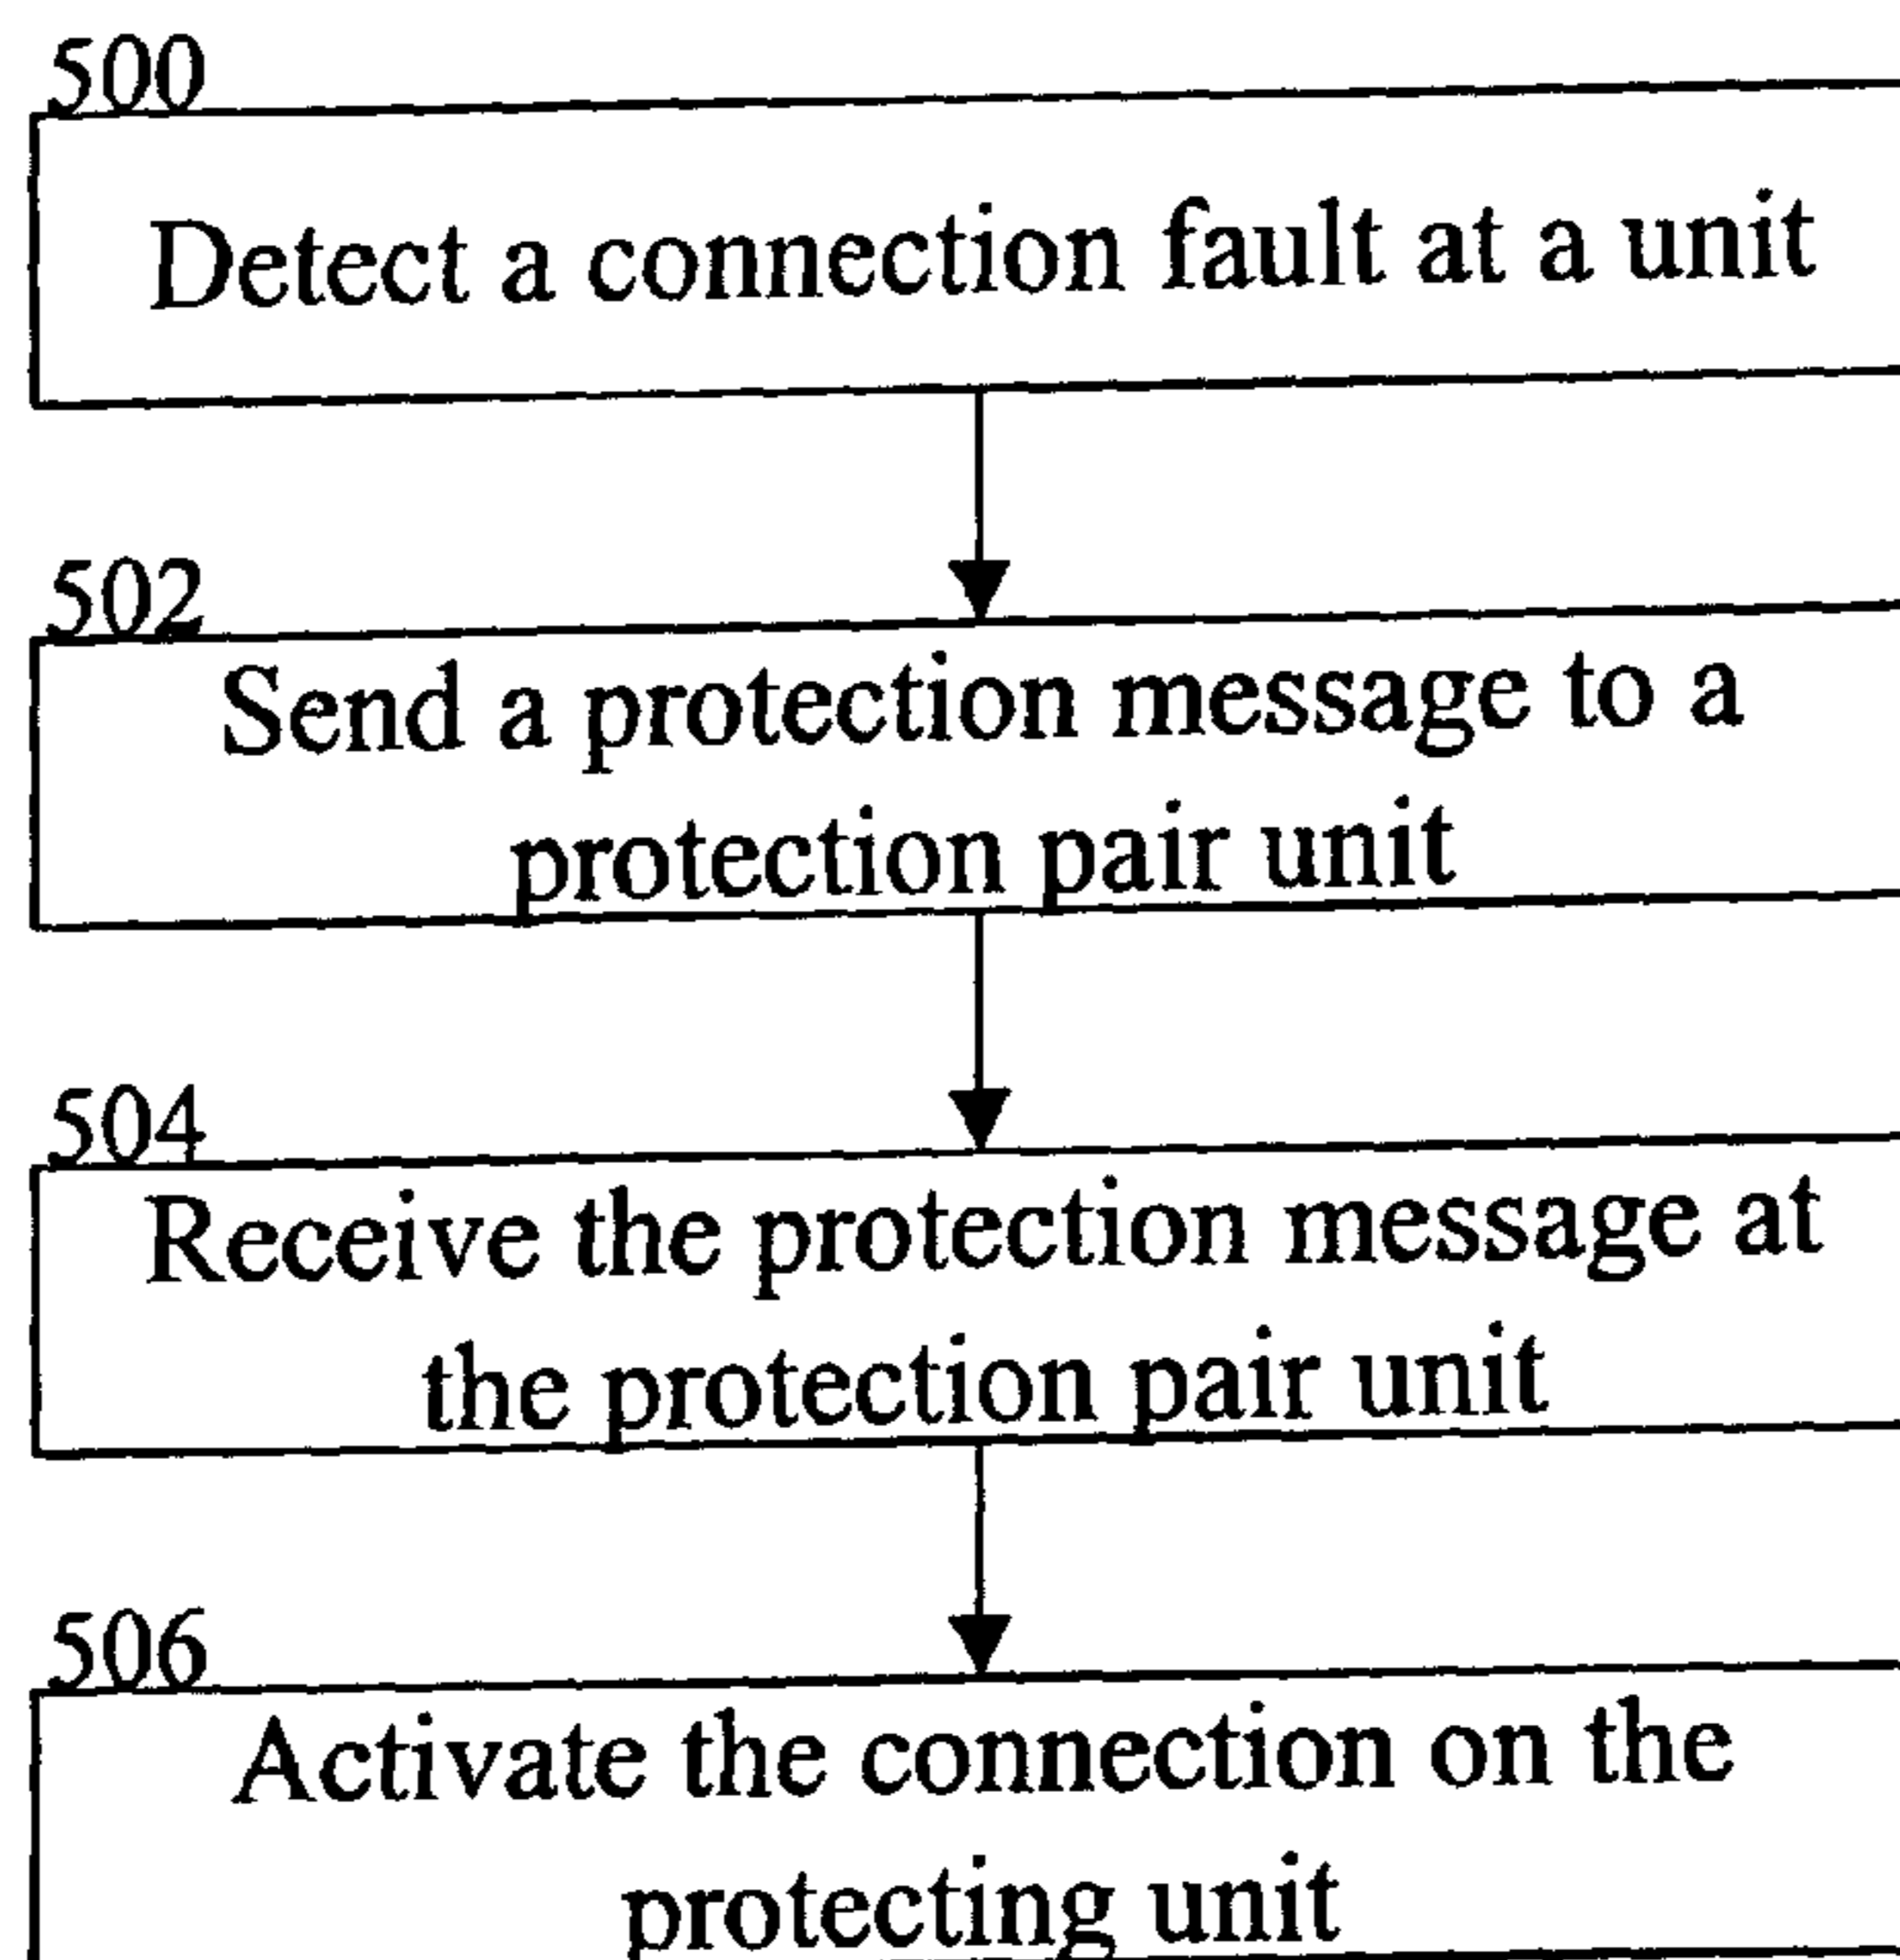 500
Detect a connection fault at a unit
502
Send a protection message to a
protection pair unit
504
Receive the protection message at
the protection pair unit
506
Activate the connection on the
protecting unit